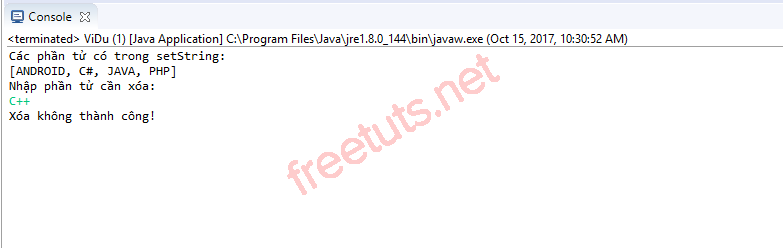 Console
<terminated> ViDu (1) [Java Application] C:\Program Files\Java\jre1.8.0_144\bin\javaw.exe (Oct 15, 2017, 10:30:52 AM)
Các phần tử có trong setString:
[ANDROID, C#, JAVA, PHP]
Nhập phần tử cần xóa:
C++
Xóa không thành công!
freetuts.net